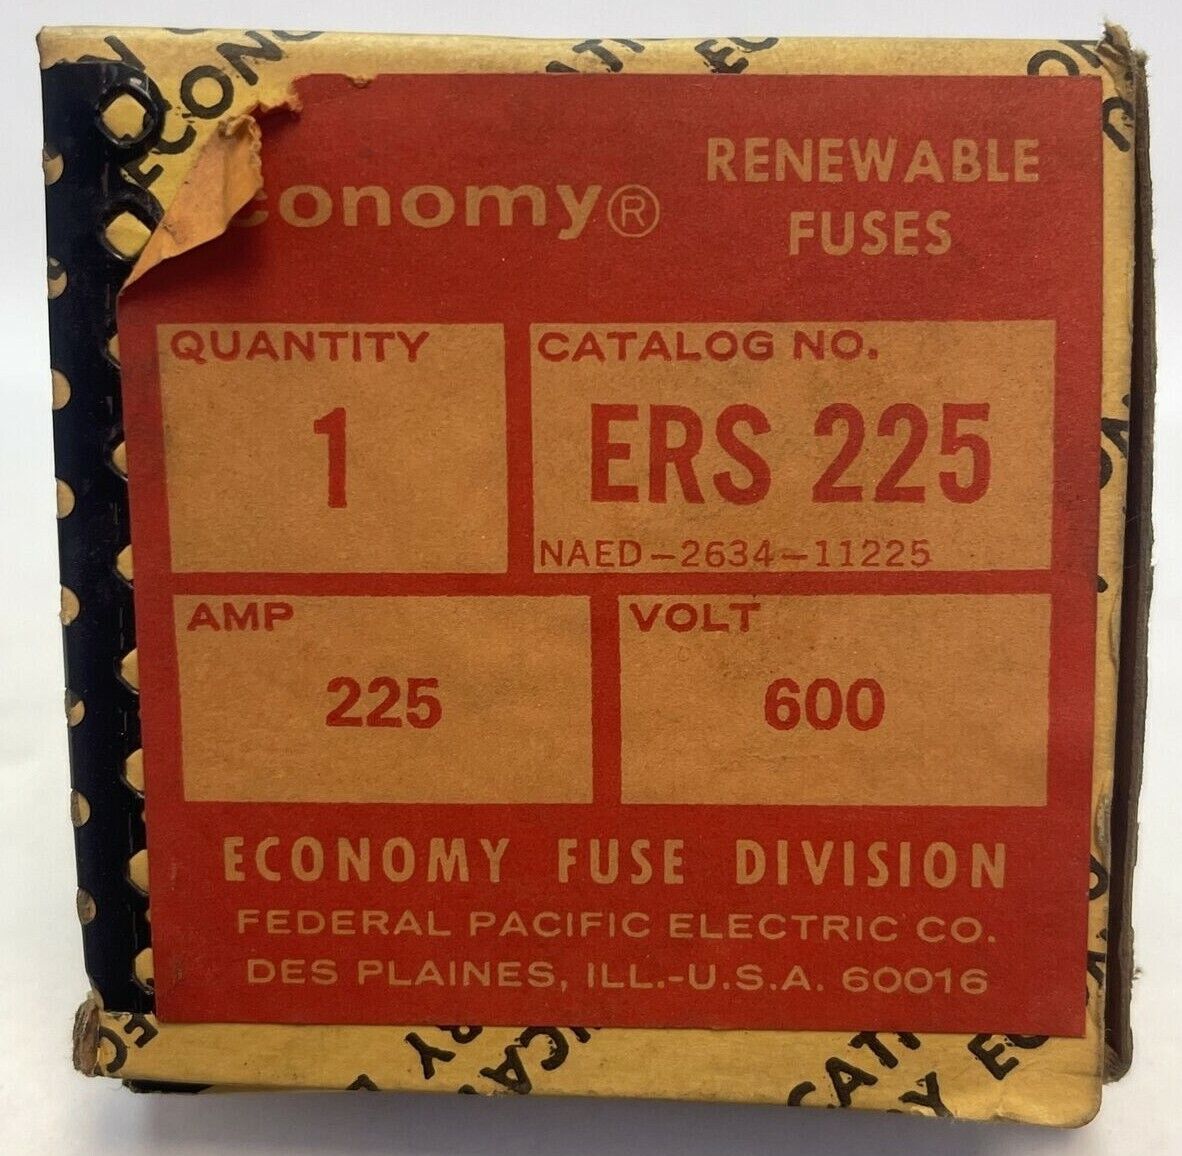 conomy®
RENEWABLE
FUSES
QUANTITY
1
CATALOG NO.
ERS 225
NAED-2634-11225
AMP
225
VOLT
600
ECONOMY FUSE DIVISION
FEDERAL PACIFIC ELECTRIC CO.
DES PLAINES, ILL.-U.S.A. 60016